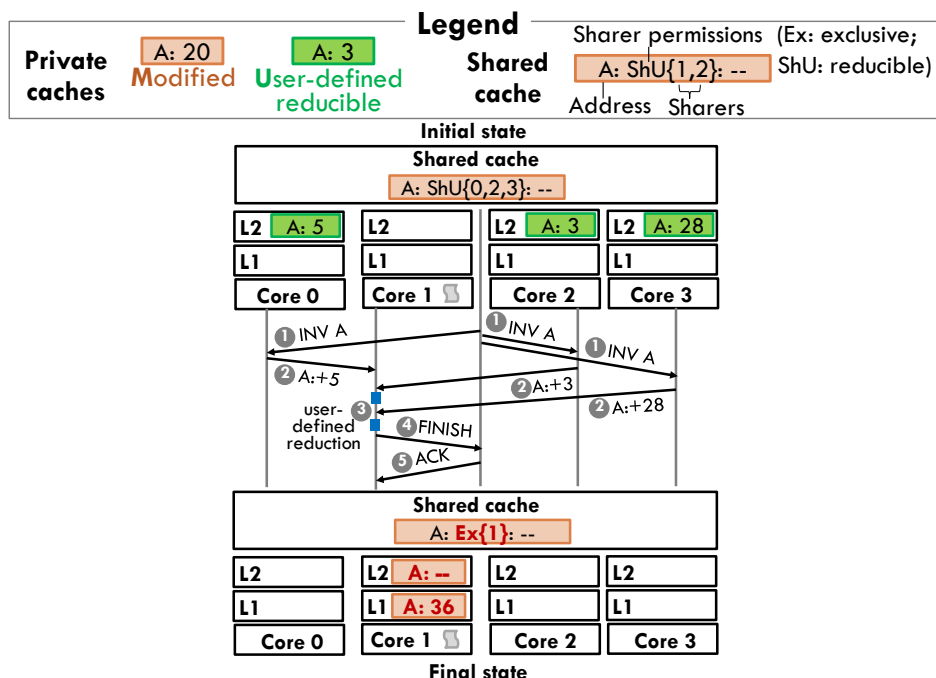 Legend
Private caches
A: 20
Modified
A: 3
User-defined reducible
Shared cache
Sharer permissions (Ex: exclusive; ShU: reducible)
A: ShU{1,2}: --
Address
Sharers
Initial state
Shared cache
A: ShU{0,2,3}: --
L2 A: 5
L2
L2 A: 3
L2 A: 28
L1
L1
L1
L1
Core 0
Core 1
Core 2
Core 3
1 INV A
1 INV A
1 INV A
2 A:+5
2 A:+3
2 A:+28
3
user-defined reduction
4 FINISH
5 ACK
Shared cache
A: Ex{1}: --
L2
L2 A: --
L2
L2
L1
L1 A: 36
L1
L1
Core 0
Core 1
Core 2
Core 3
Final state